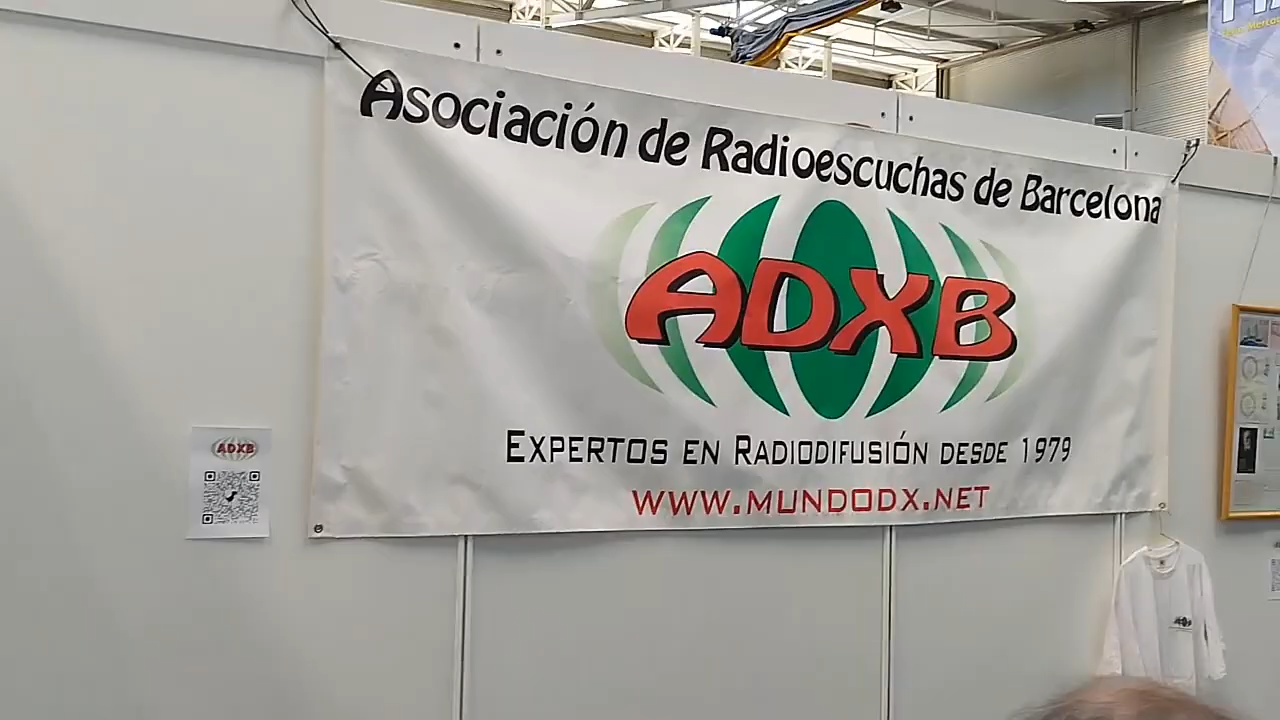 Asociación de Radioescuchas de Barcelona
ADXB
EXPERTOS EN RADIODIFUSIÓN DESDE 1979
WWW.MUNDODX.NET
ADXB